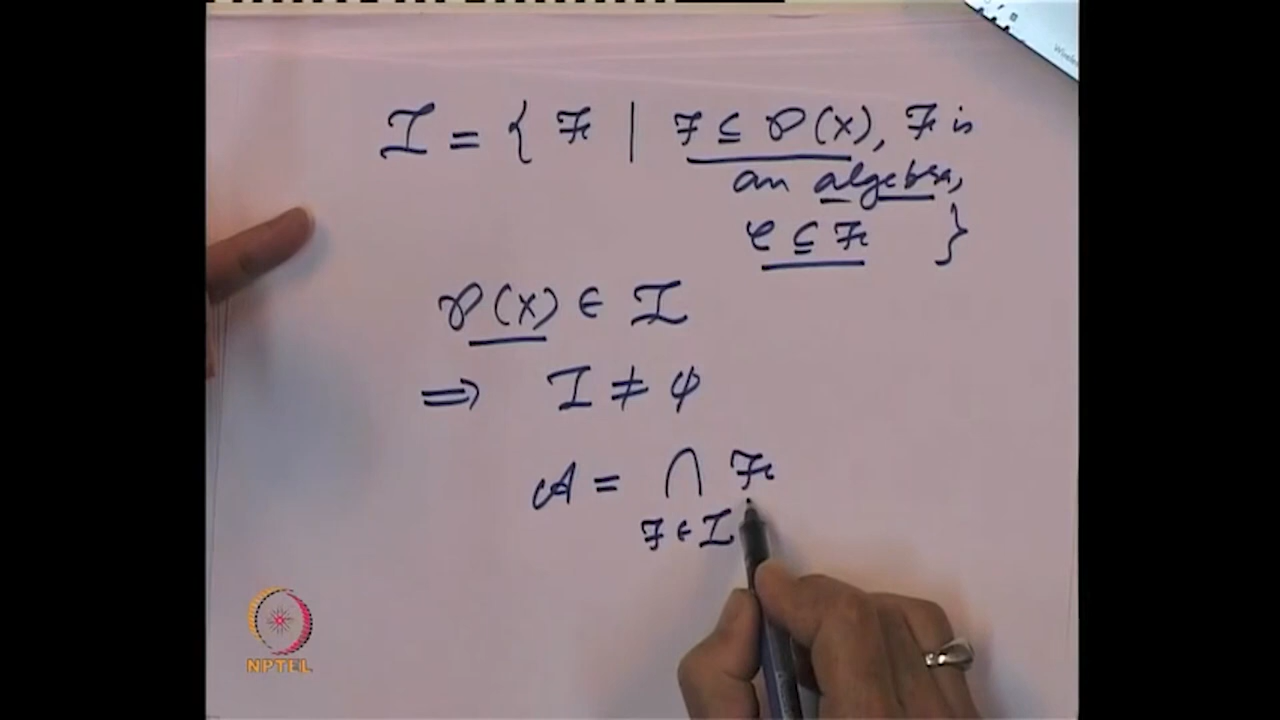 I = { F | F ⊆ P(X), F is
an algebra,
C ⊆ F }
P(X) ∈ I
⇒ I ≠ φ
A = ∩ F
F ∈ I
NPTEL